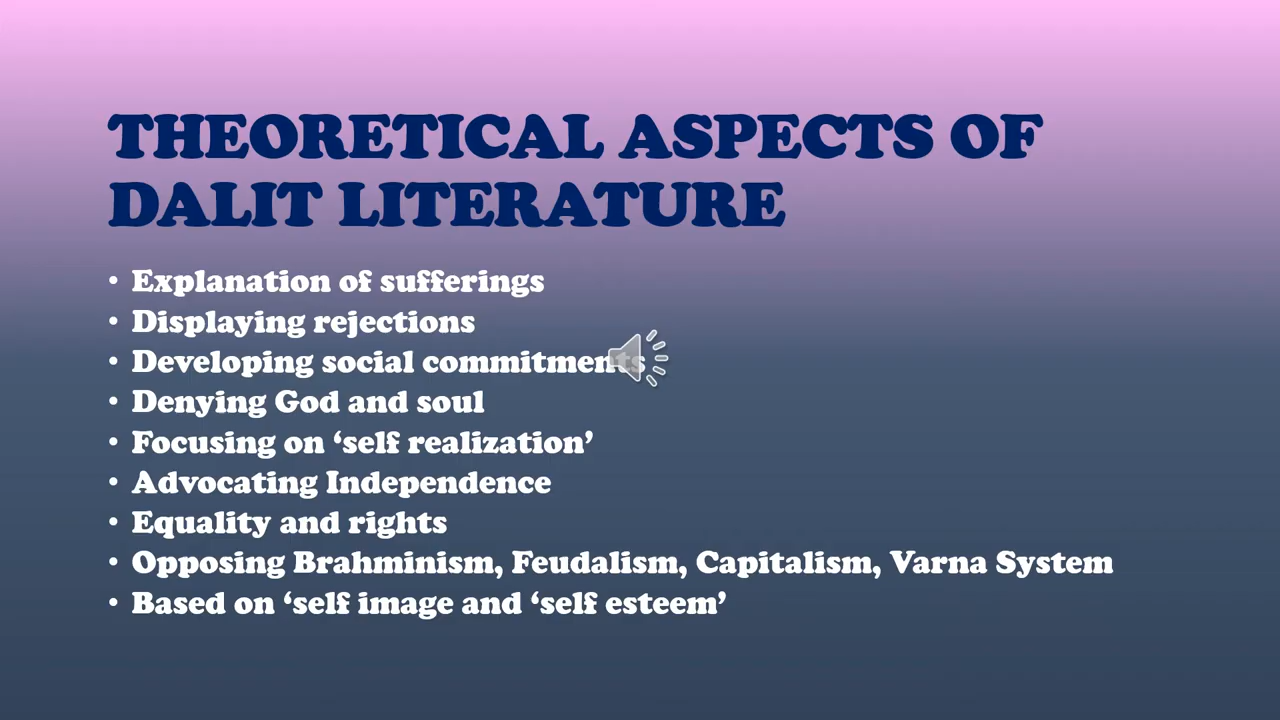 THEORETICAL ASPECTS OF
DALIT LITERATURE
• Explanation of sufferings
• Displaying rejections
• Developing social commitments
• Denying God and soul
• Focusing on ‘self realization’
• Advocating Independence
• Equality and rights
• Opposing Brahminism, Feudalism, Capitalism, Varna System
• Based on ‘self image and ‘self esteem’